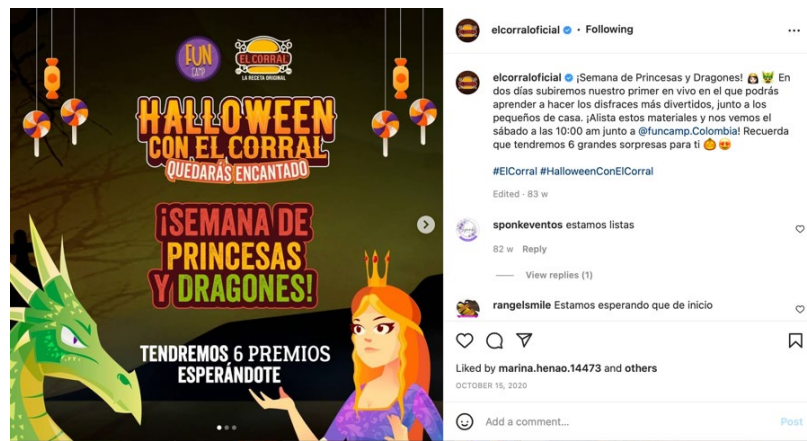 FUN
CAMP
EL CORRAL
LA RECETA ORIGINAL
HALLOWEEN
CON EL CORRAL
QUEDARÁS ENCANTADO
¡SEMANA DE
PRINCESAS
Y DRAGONES!
TENDREMOS 6 PREMIOS
ESPERÁNDOTE
elcorraloficial • Following
elcorraloficial ¡Semana de Princesas y Dragones! 👸🐲 En
dos días subiremos nuestro primer en vivo en el que podrás
aprender a hacer los disfraces más divertidos, junto a los
pequeños de casa. ¡Alista estos materiales y nos vemos el
sábado a las 10:00 am junto a @funcamp.Colombia! Recuerda
que tendremos 6 grandes sorpresas para ti 🎃😍
#ElCorral #HalloweenConElCorral
Edited · 83 w
sponkeventos estamos listas
82 w Reply
View replies (1)
rangelsmile Estamos esperando que de inicio
Liked by marina.henao.14473 and others
OCTOBER 15, 2020
Add a comment...
Post